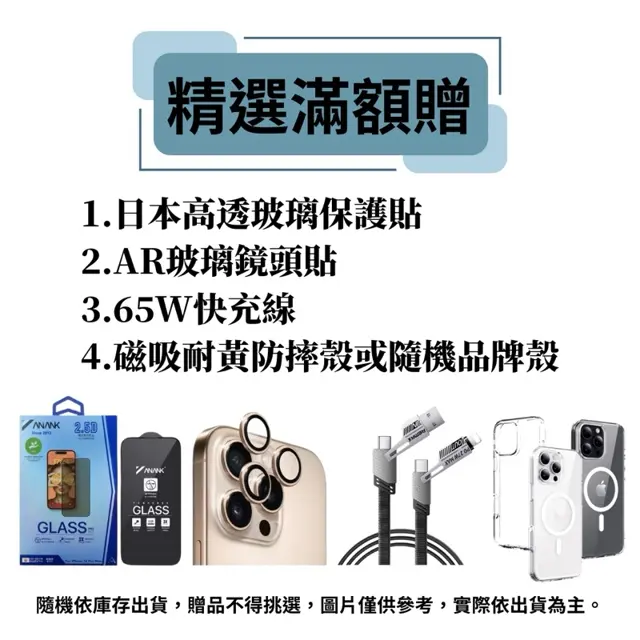 精選滿額贈
1.日本高透玻璃保護貼
2.AR玻璃鏡頭貼
3.65W快充線
4.磁吸耐黃防摔殼或隨機品牌殼
ANANK
2.5D
GLASS
ANANK
GLASS
隨機依庫存出貨，贈品不得挑選，圖片僅供參考，實際依出貨為主。